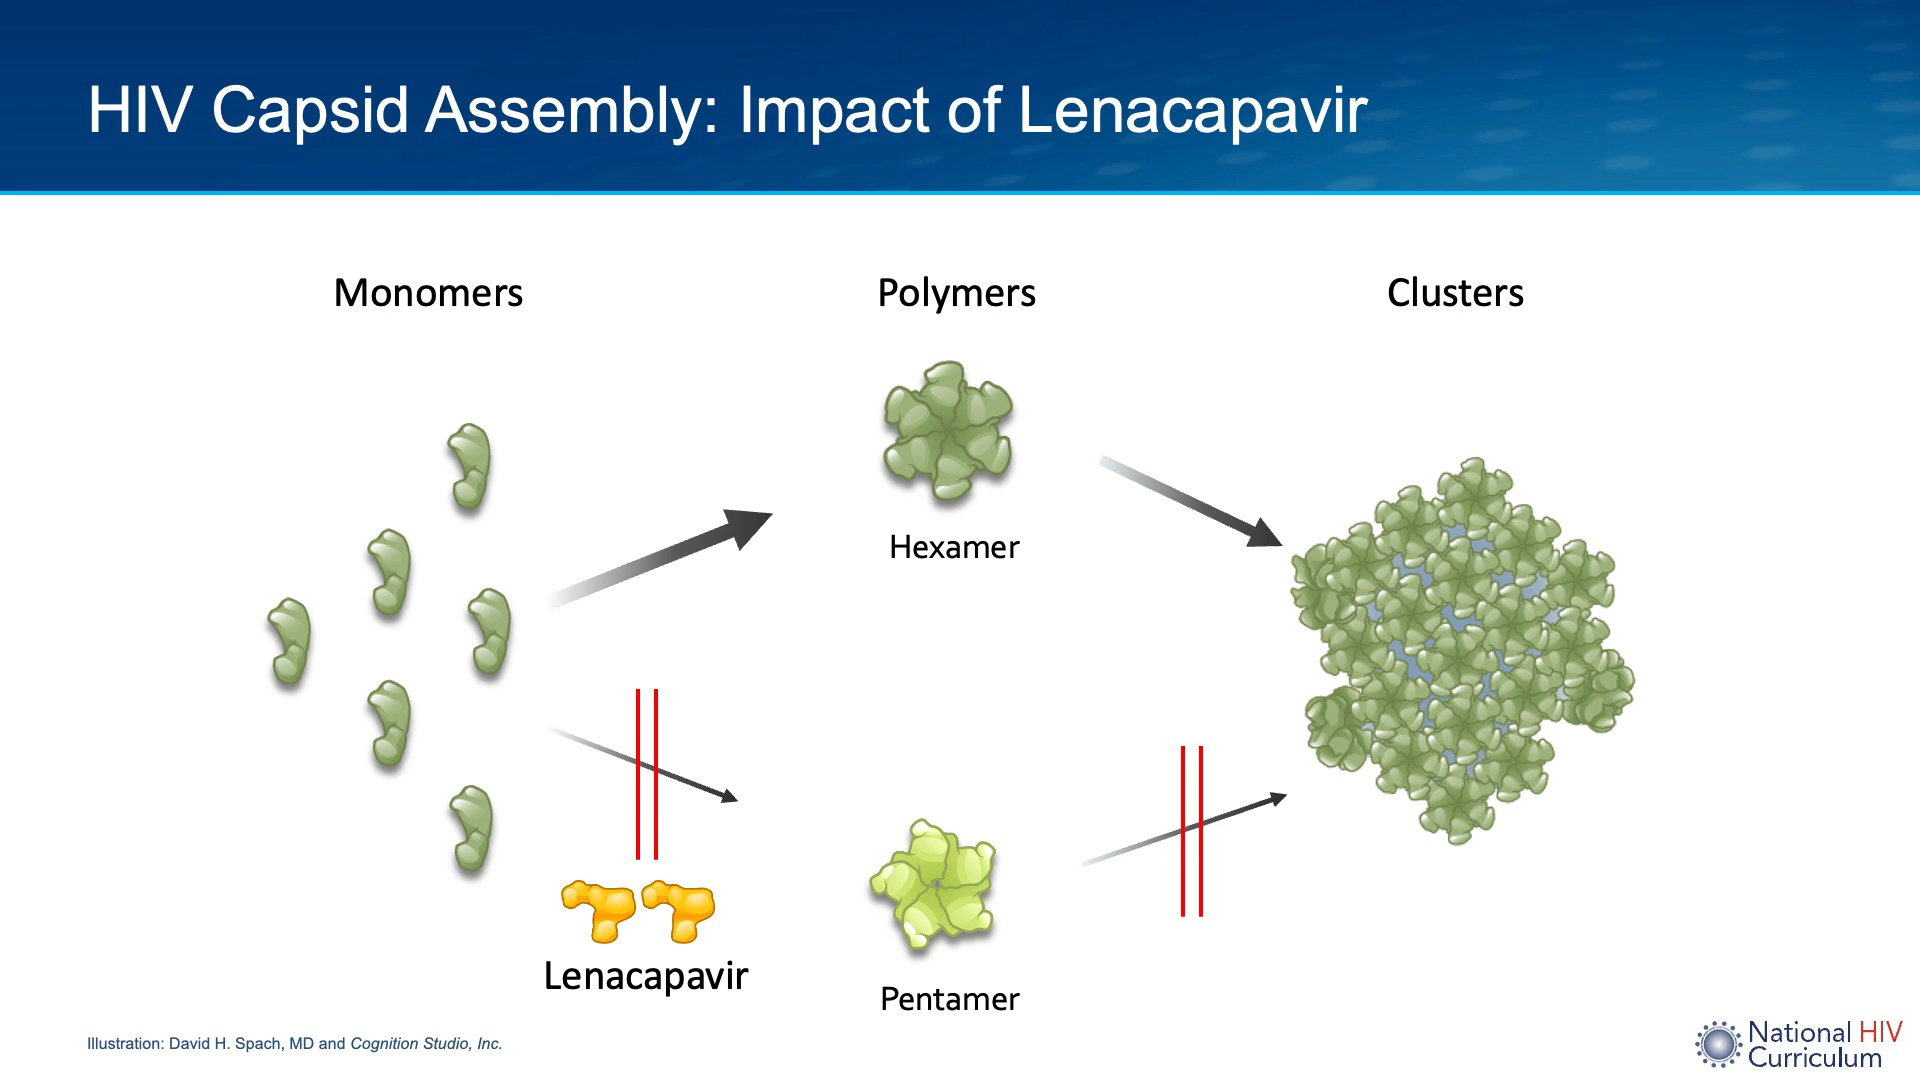 HIV Capsid Assembly: Impact of Lenacapavir
Monomers
Polymers
Clusters
Hexamer
Lenacapavir
Pentamer
Illustration: David H. Spach, MD and Cognition Studio, Inc.
National HIV
Curriculum